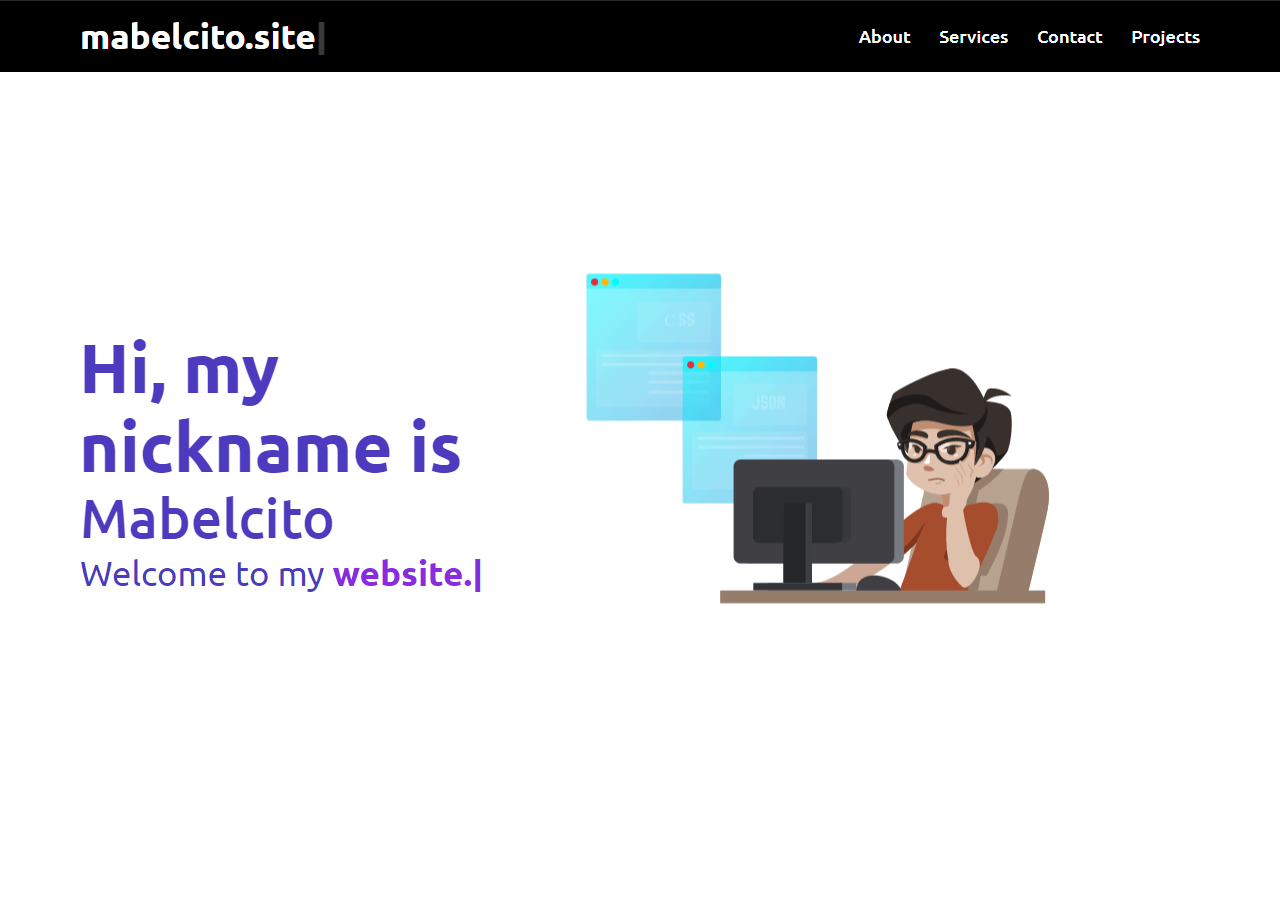 mabelcito.site|
About Services Contact Projects
CSS
JSON
Hi, my
nickname is
Mabelcito
Welcome to my website.|